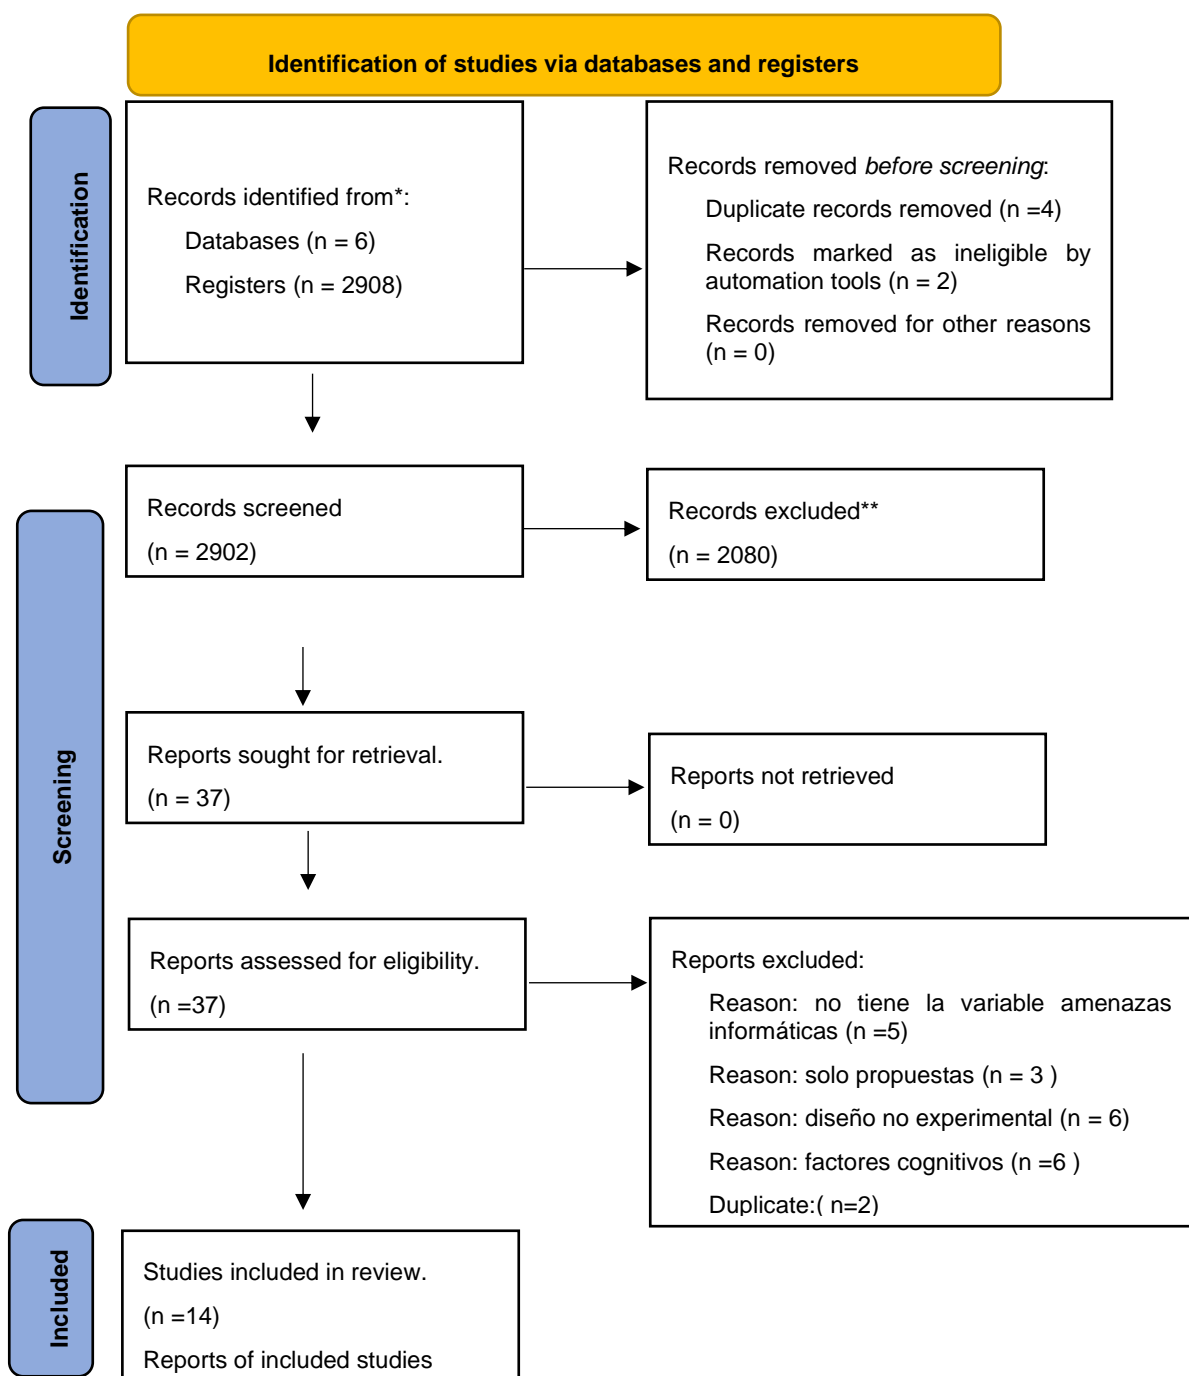 Identification of studies via databases and registers
Identification
Records identified from*:
Databases (n = 6)
Registers (n = 2908)
Records removed before screening:
Duplicate records removed (n =4)
Records marked as ineligible by
automation tools (n = 2)
Records removed for other reasons
(n = 0)
Screening
Records screened
(n = 2902)
Records excluded**
(n = 2080)
Reports sought for retrieval.
(n = 37)
Reports not retrieved
(n = 0)
Reports assessed for eligibility.
(n =37)
Reports excluded:
Reason: no tiene la variable amenazas
informáticas (n =5)
Reason: solo propuestas (n = 3 )
Reason: diseño no experimental (n = 6)
Reason: factores cognitivos (n =6 )
Duplicate:( n=2)
Included
Studies included in review.
(n =14)
Reports of included studies